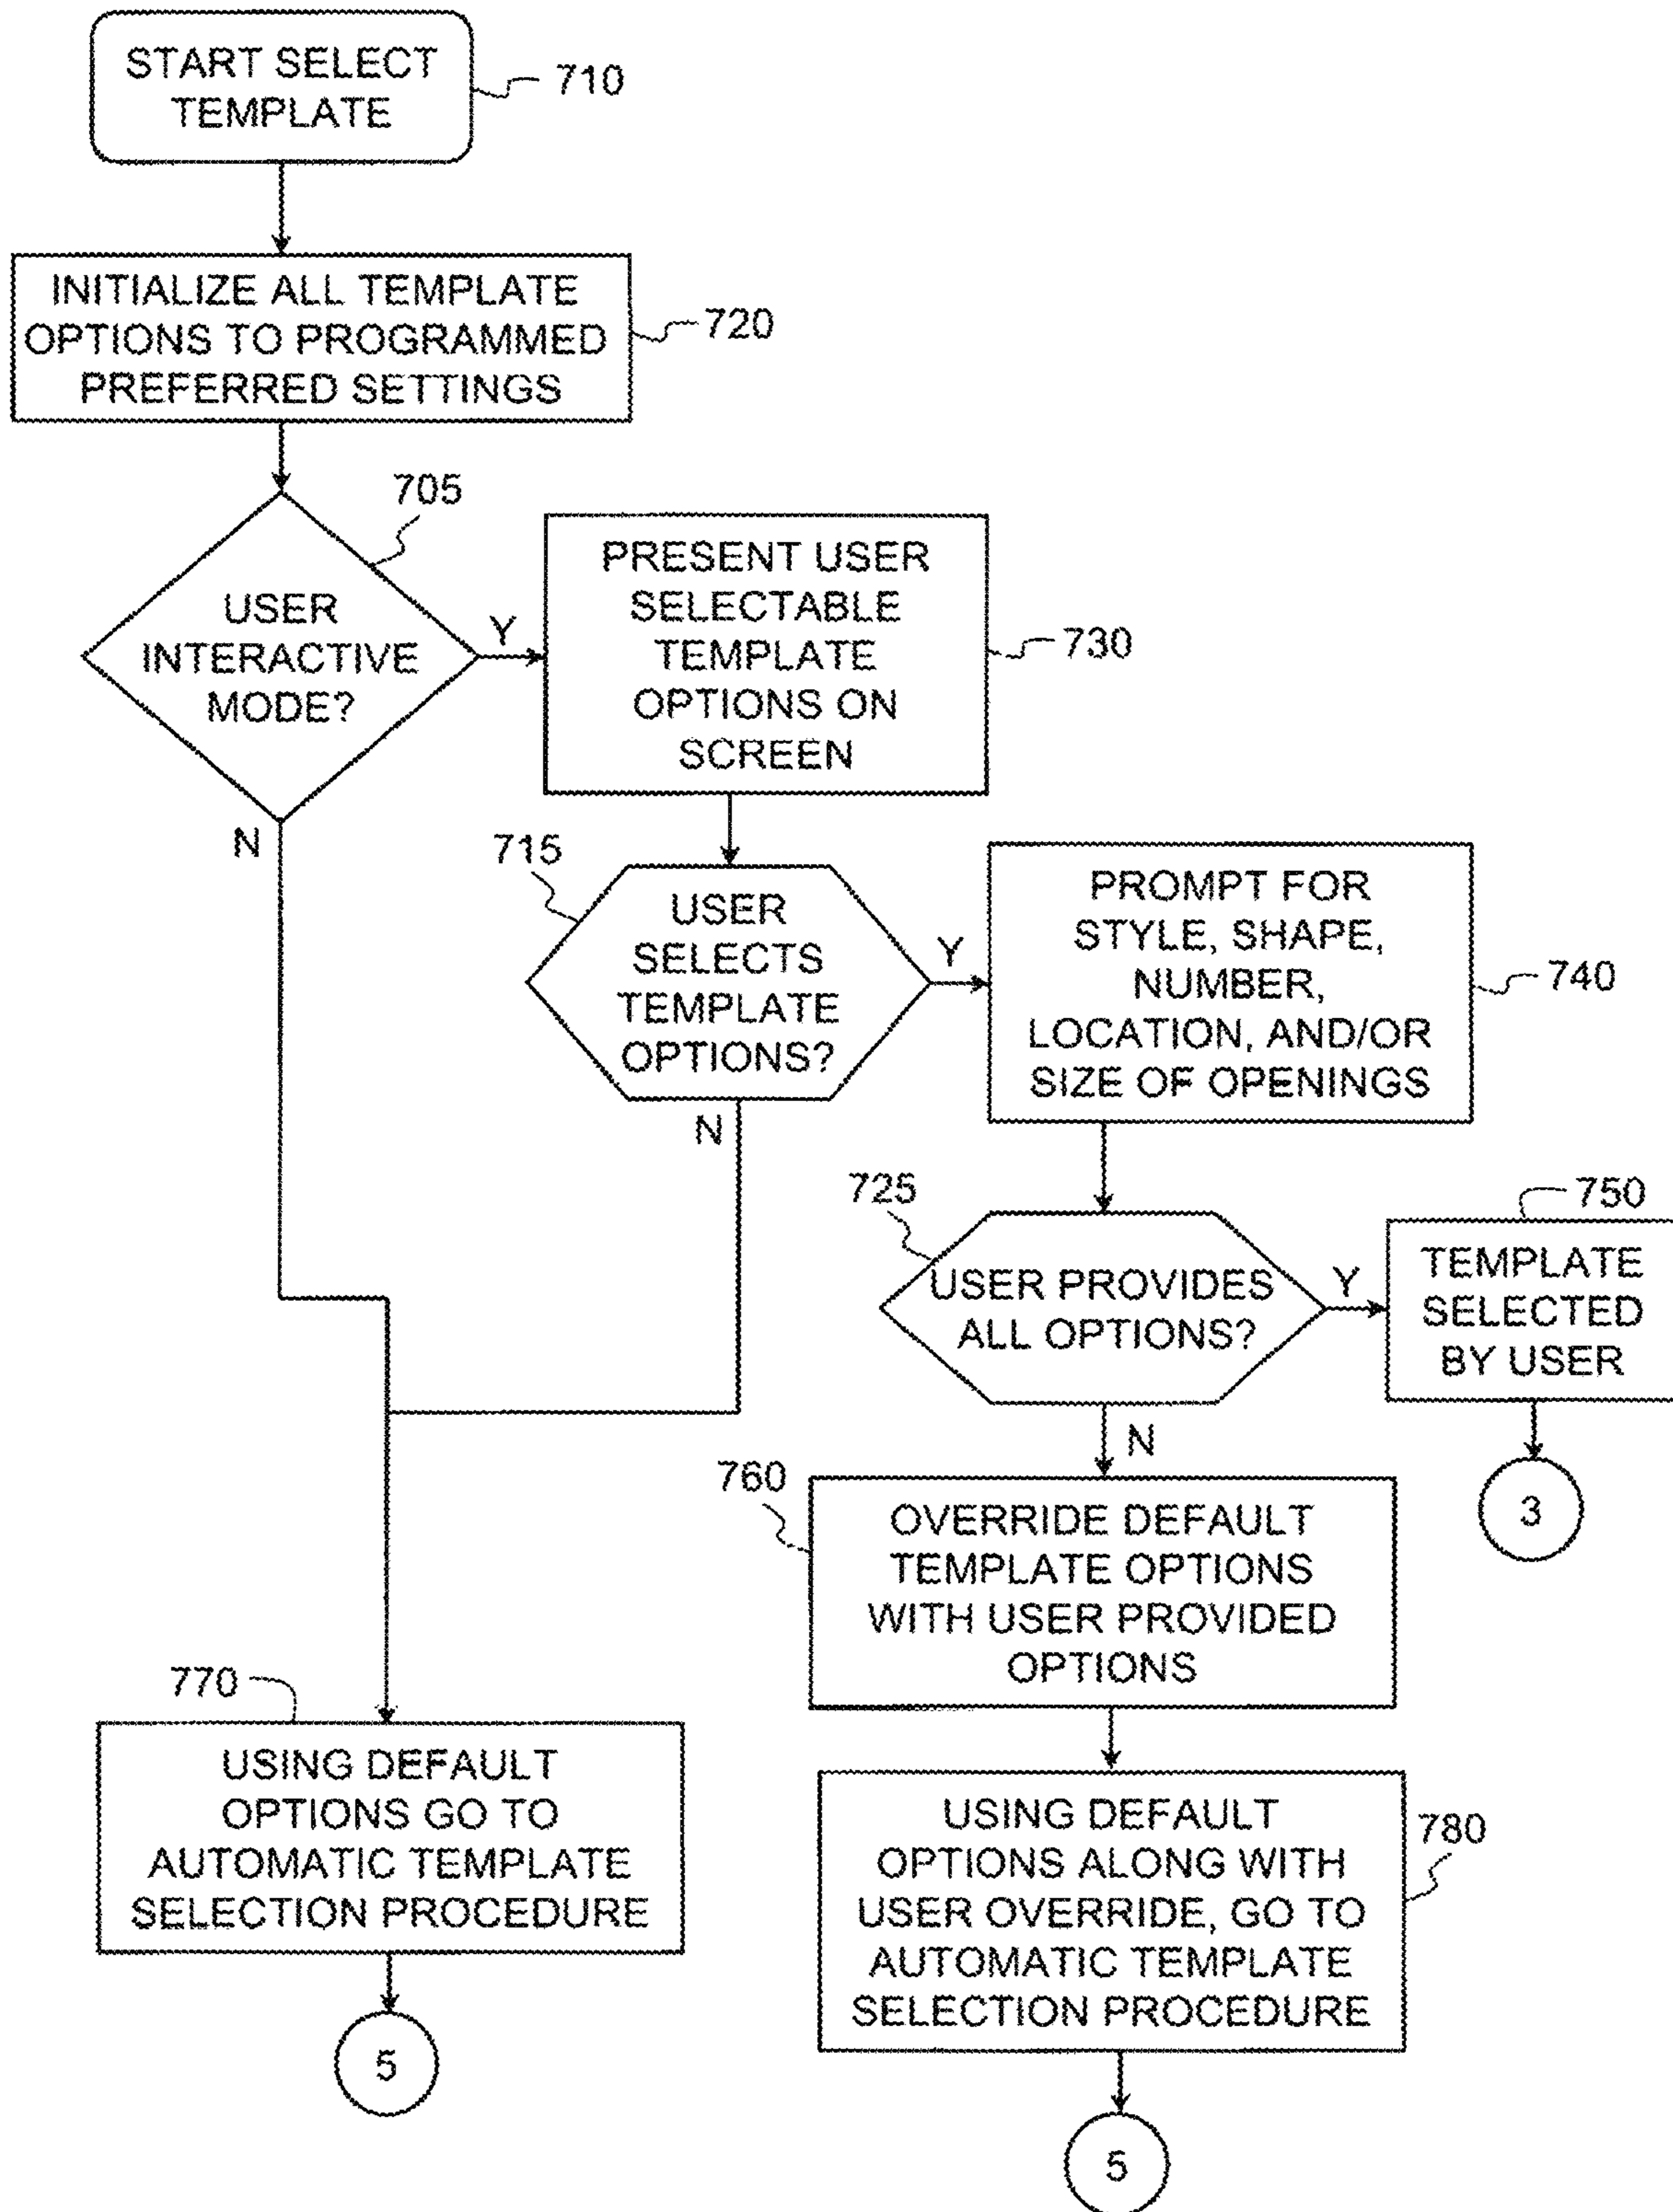 START SELECT
TEMPLATE
710
INITIALIZE ALL TEMPLATE
OPTIONS TO PROGRAMMED
PREFERRED SETTINGS
720
705
USER
INTERACTIVE
MODE?
Y
N
PRESENT USER
SELECTABLE
TEMPLATE
OPTIONS ON
SCREEN
730
715
USER
SELECTS
TEMPLATE
OPTIONS?
Y
N
PROMPT FOR
STYLE, SHAPE,
NUMBER,
LOCATION, AND/OR
SIZE OF OPENINGS
740
725
USER PROVIDES
ALL OPTIONS?
Y
N
750
TEMPLATE
SELECTED
BY USER
3
760
OVERRIDE DEFAULT
TEMPLATE OPTIONS
WITH USER PROVIDED
OPTIONS
770
USING DEFAULT
OPTIONS GO TO
AUTOMATIC TEMPLATE
SELECTION PROCEDURE
5
USING DEFAULT
OPTIONS ALONG WITH
USER OVERRIDE, GO TO
AUTOMATIC TEMPLATE
SELECTION PROCEDURE
780
5